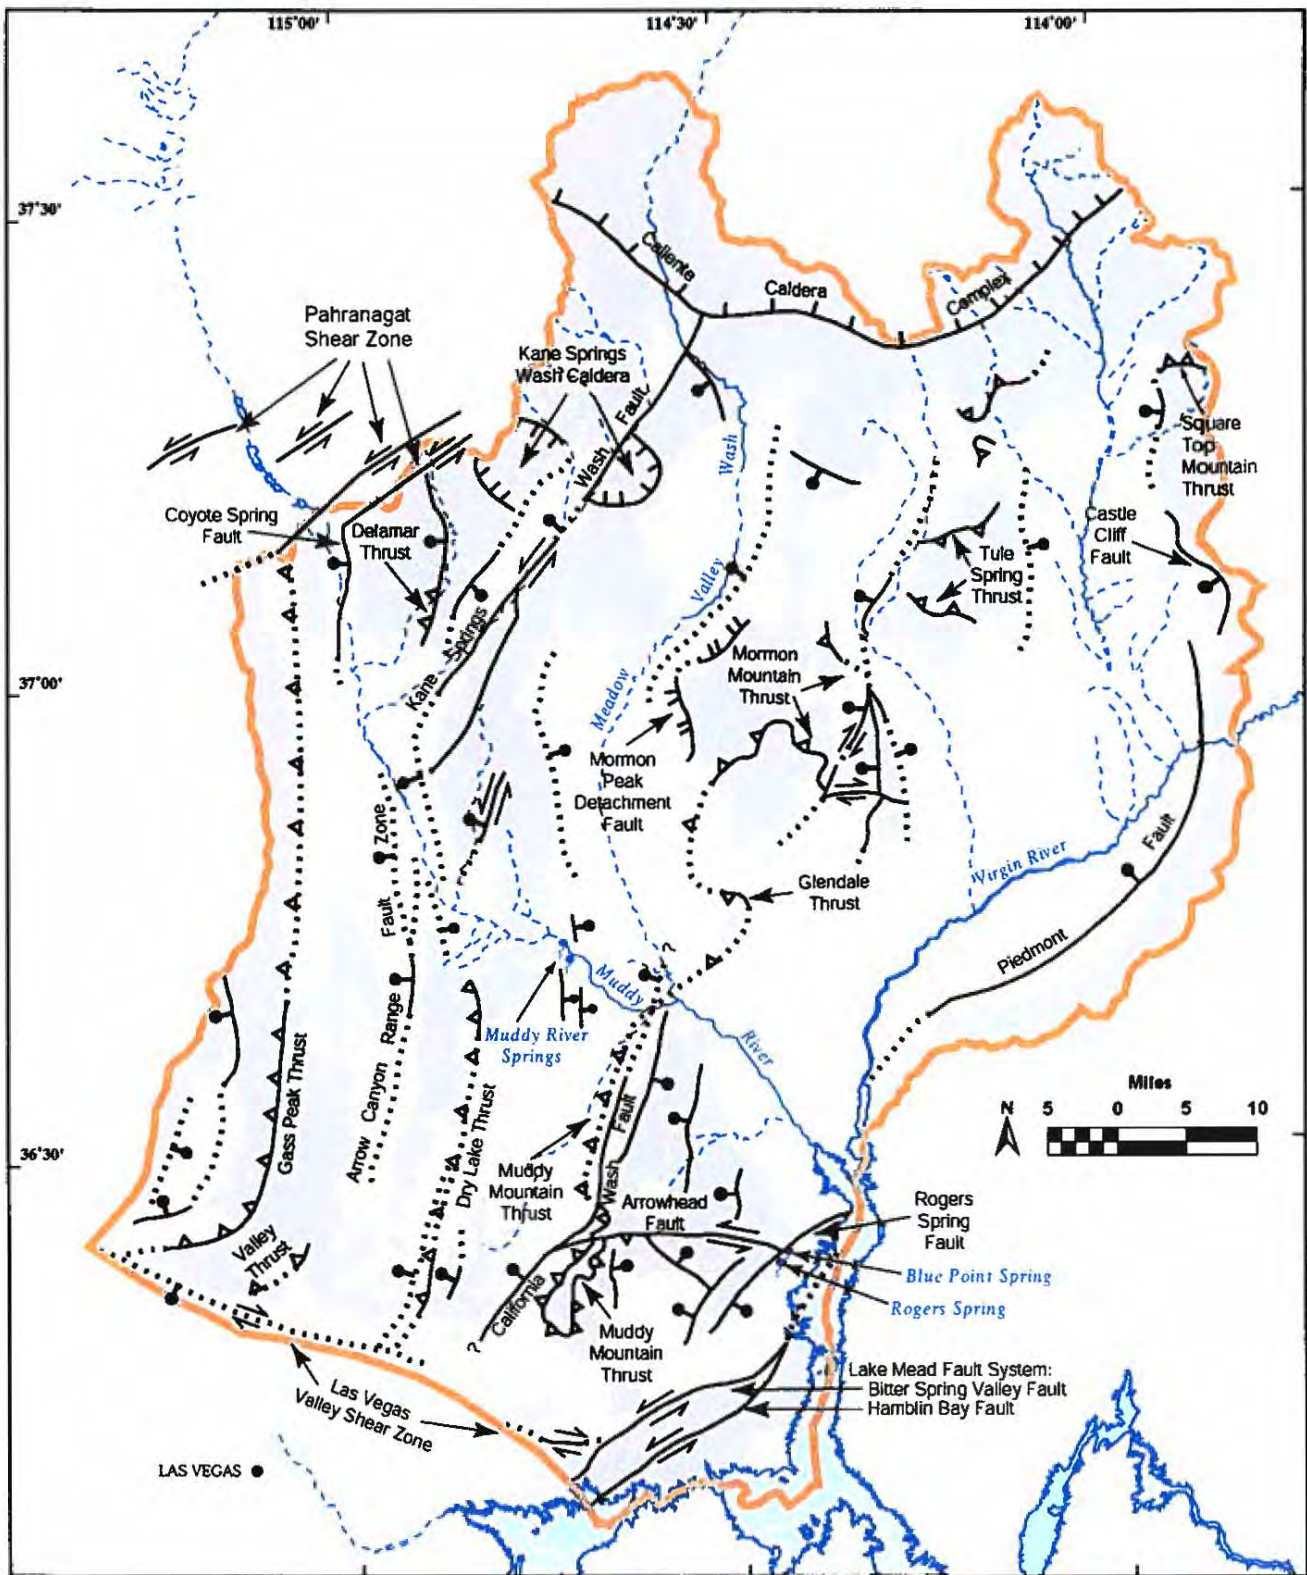 115°00'
114°30'
114°00'
37°30'
Caliente
Caldera
Complex
Pahranagat
Shear Zone
Kane Springs
Wash Caldera
Fault
Wash
Wash
Square
Top
Mountain
Thrust
Coyote Spring
Fault
Delamar
Thrust
Castle
Cliff
Fault
Tule
Spring
Thrust
Valley
Springs
Mormon
Mountain
Thrust
37°00'
Kane
Meadow
Mormon
Peak
Detachment
Fault
Zone
Fault
Virgin River
Glendale
Thrust
Fault
Piedmont
?
Muddy
Muddy River
Springs
River
Range
Canyon
Arrow
Gass Peak Thrust
Dry Lake Thrust
Miles
N
5 0 5 10
36°30'
Fault
Wash
Muddy
Mountain
Thrust
Arrowhead
Fault
Rogers
Spring
Fault
Valley
Thrust
Blue Point Spring
Rogers Spring
California
?
Muddy
Mountain
Thrust
Lake Mead Fault System:
Bitter Spring Valley Fault
Hamblin Bay Fault
Las Vegas
Valley Shear Zone
LAS VEGAS